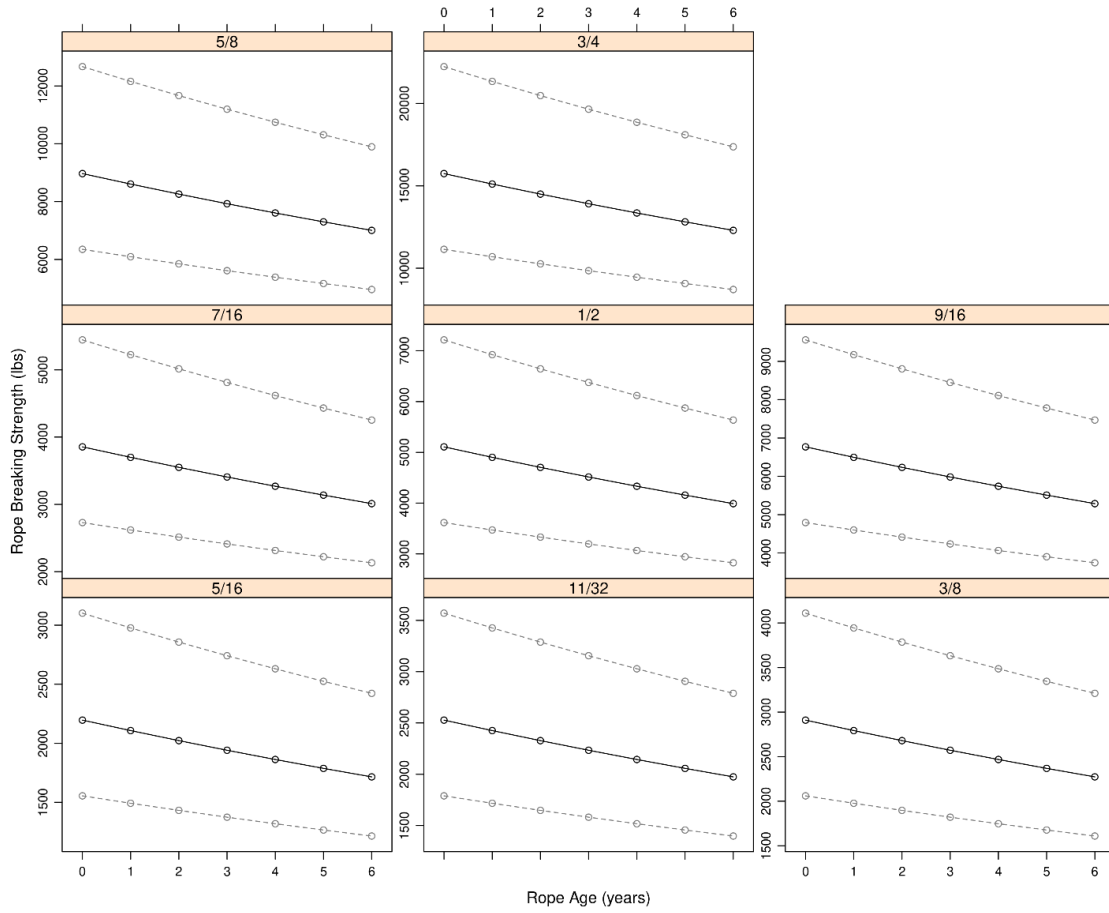 0 1 2 3 4 5 6
5/8
3/4
6000 8000 10000 12000
10000 15000 20000
7/16
1/2
9/16
2000 3000 4000 5000
3000 4000 5000 6000 7000
4000 5000 6000 7000 8000 9000
Rope Breaking Strength (lbs)
5/16
11/32
3/8
1500 2000 2500 3000
1500 2000 2500 3000 3500
1500 2000 2500 3000 3500 4000
0 1 2 3 4 5 6
0 1 2 3 4 5 6
0 1 2 3 4 5 6
Rope Age (years)